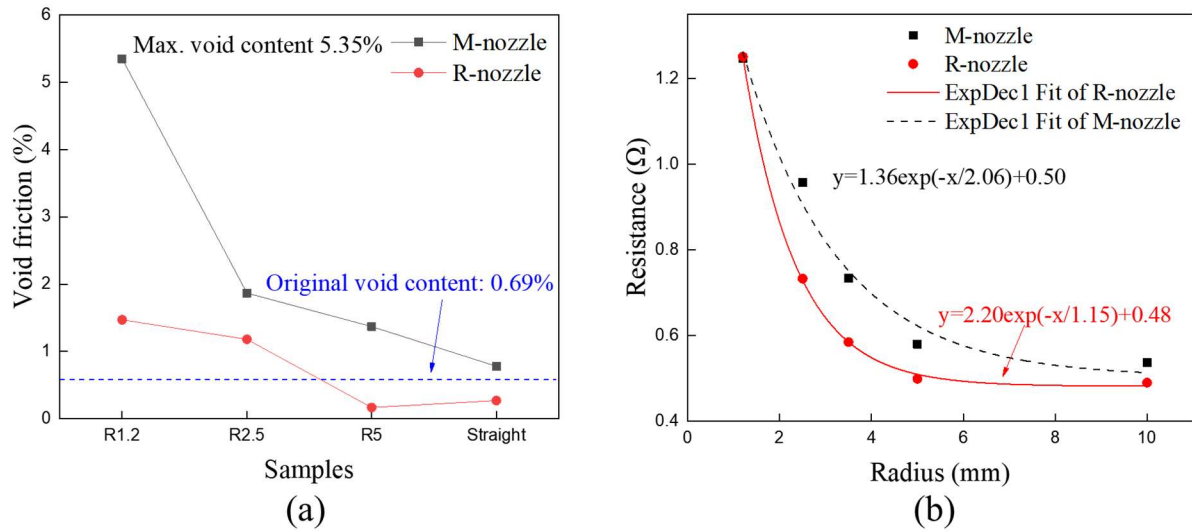 6
5
4
3
2
1
0
Void friction (%)
Max. void content 5.35%
M-nozzle
R-nozzle
Original void content: 0.69%
R1.2
R2.5
R5
Straight
Samples
(a)
1.2
1.0
0.8
0.6
0.4
Resistance (Ω)
M-nozzle
R-nozzle
ExpDec1 Fit of R-nozzle
ExpDec1 Fit of M-nozzle
y=1.36exp(-x/2.06)+0.50
y=2.20exp(-x/1.15)+0.48
0
2
4
6
8
10
Radius (mm)
(b)